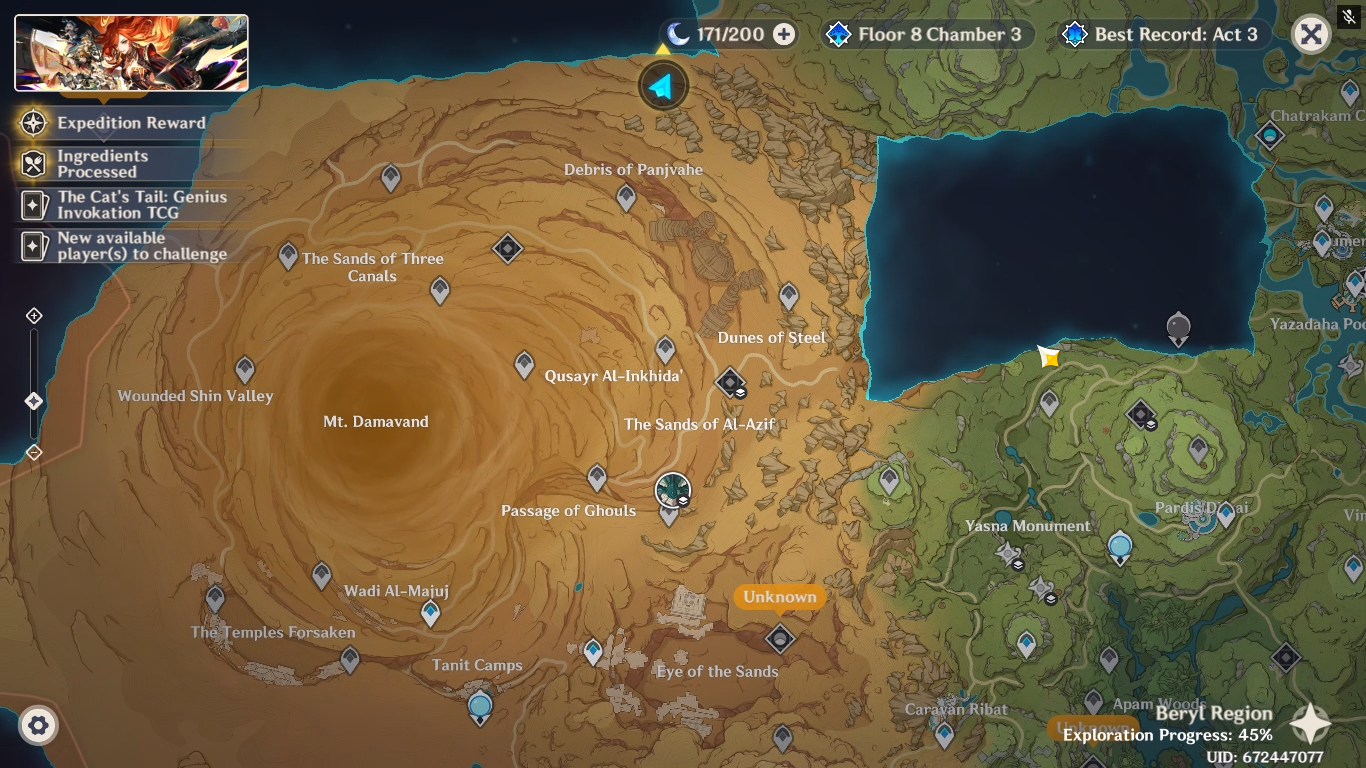 171/200
Floor 8 Chamber 3
Best Record: Act 3
Expedition Reward
Ingredients
Processed
The Cat's Tail: Genius
Invokation TCG
New available
player(s) to challenge
Chatrakam C
Debris of Panjvahe
The Sands of Three
Canals
Yazadaha Poo
Dunes of Steel
Qusayr Al-Inkhida'
Wounded Shin Valley
Mt. Damavand
The Sands of Al-Azif
Passage of Ghouls
Yasna Monument
Wadi Al-Majuj
Unknown
The Temples Forsaken
Tanit Camps
Eye of the Sands
Caravan Ribat
Apam Woods
Unknown
Beryl Region
Exploration Progress: 45%
UID: 672447077